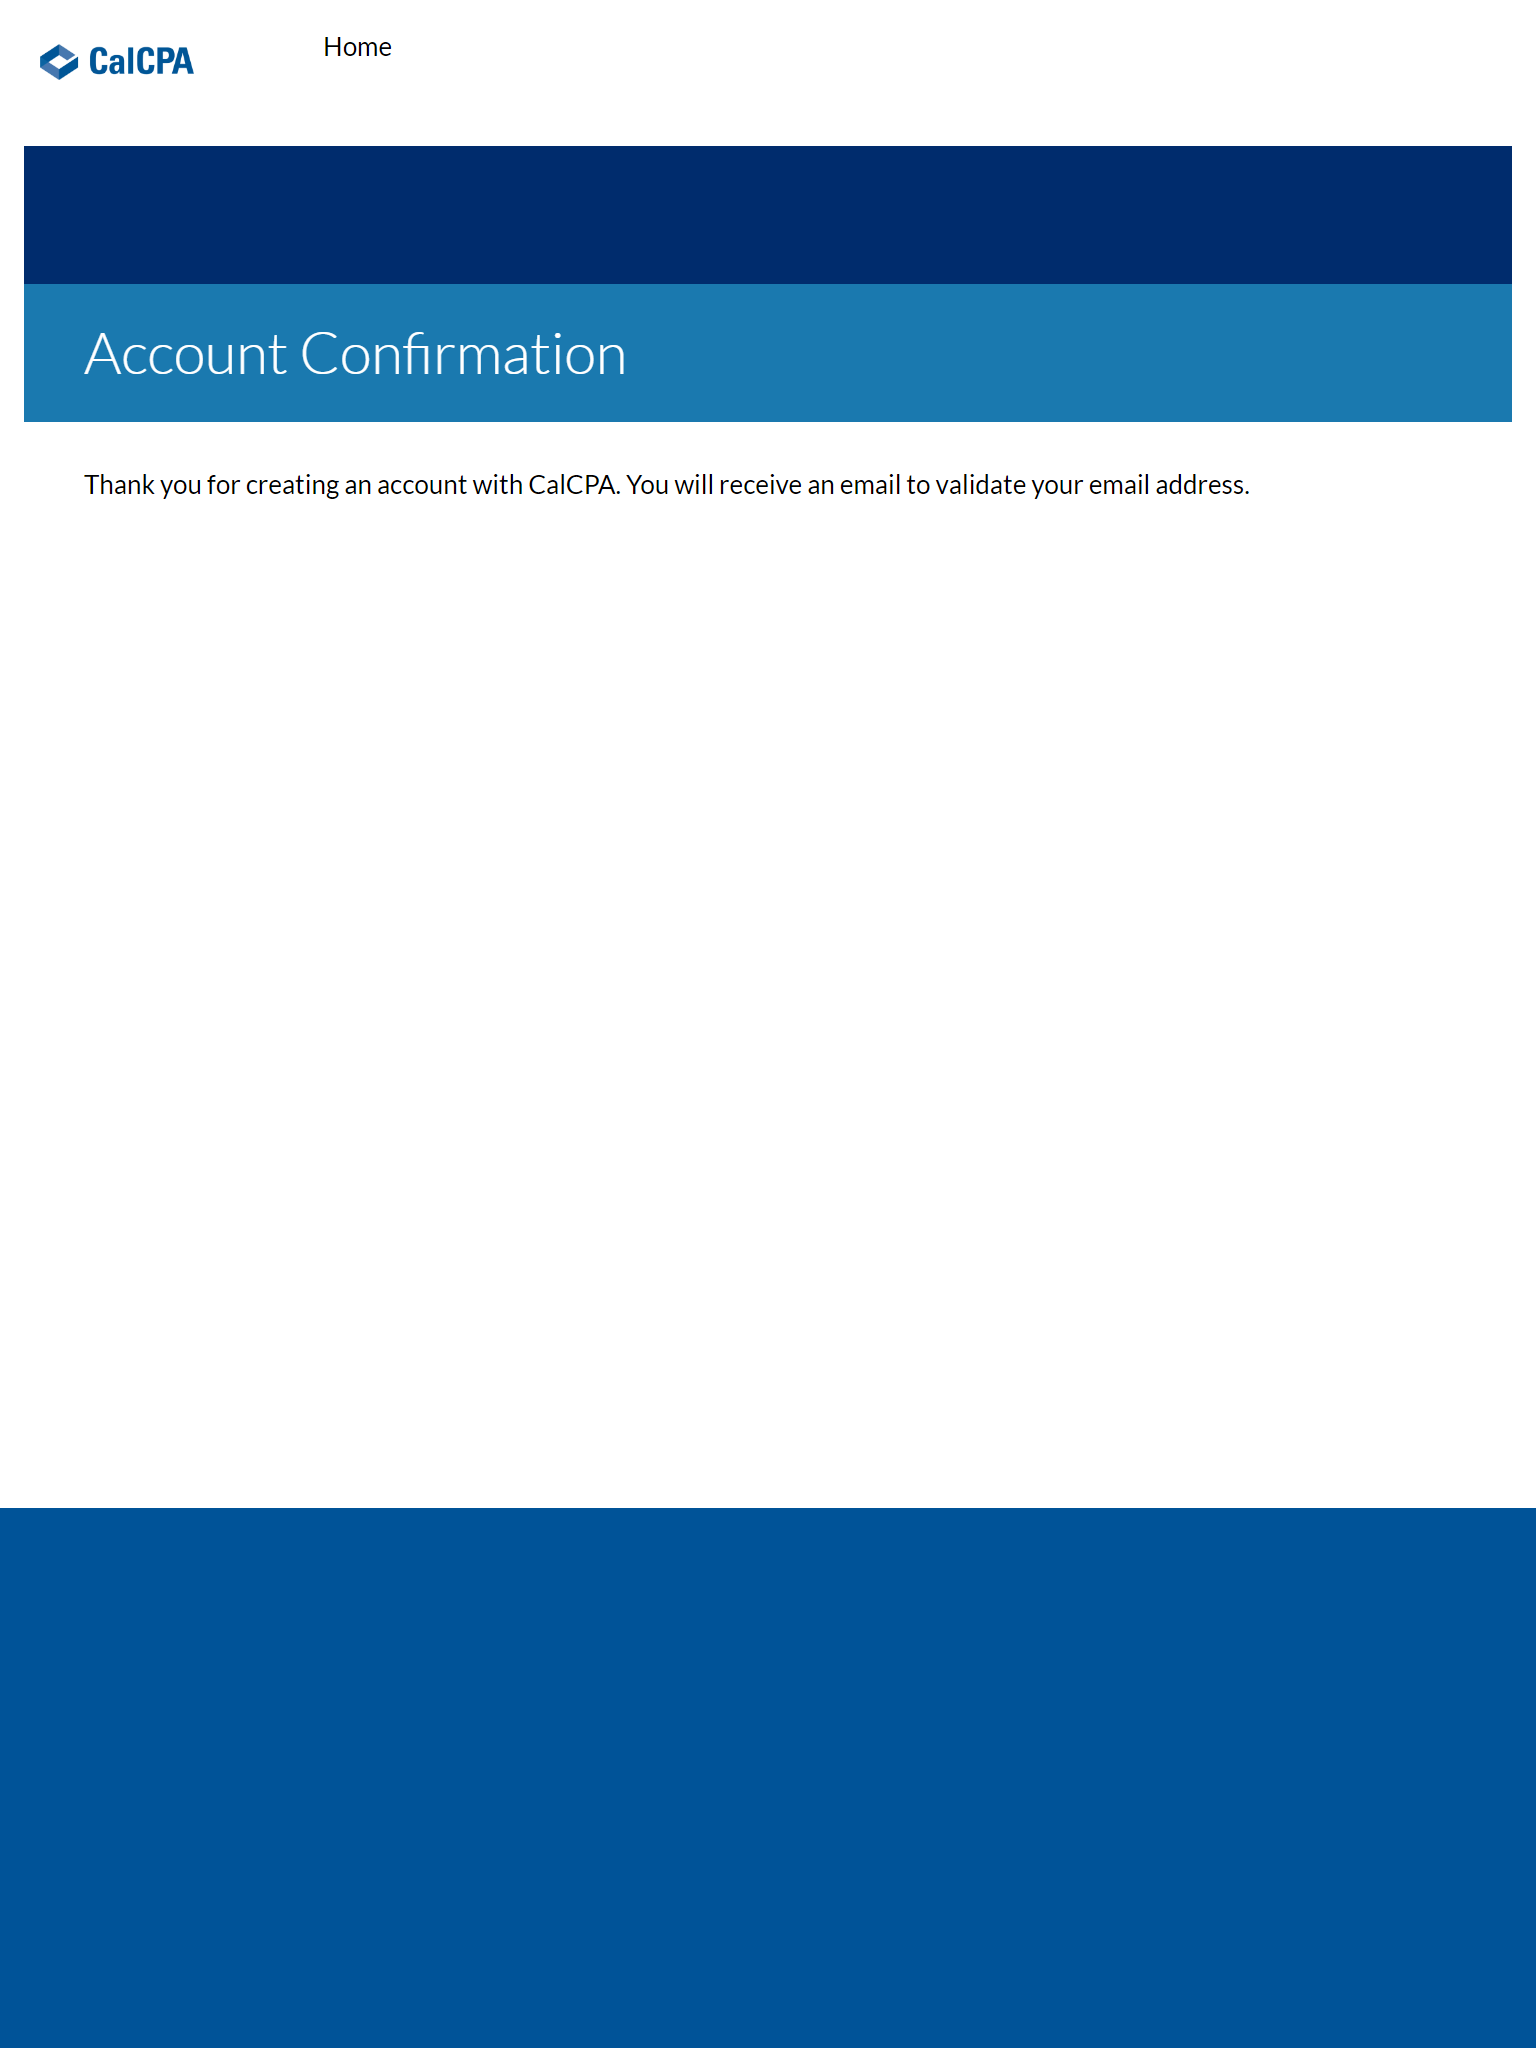 CalCPA
Home
Account Confirmation
Thank you for creating an account with CalCPA. You will receive an email to validate your email address.